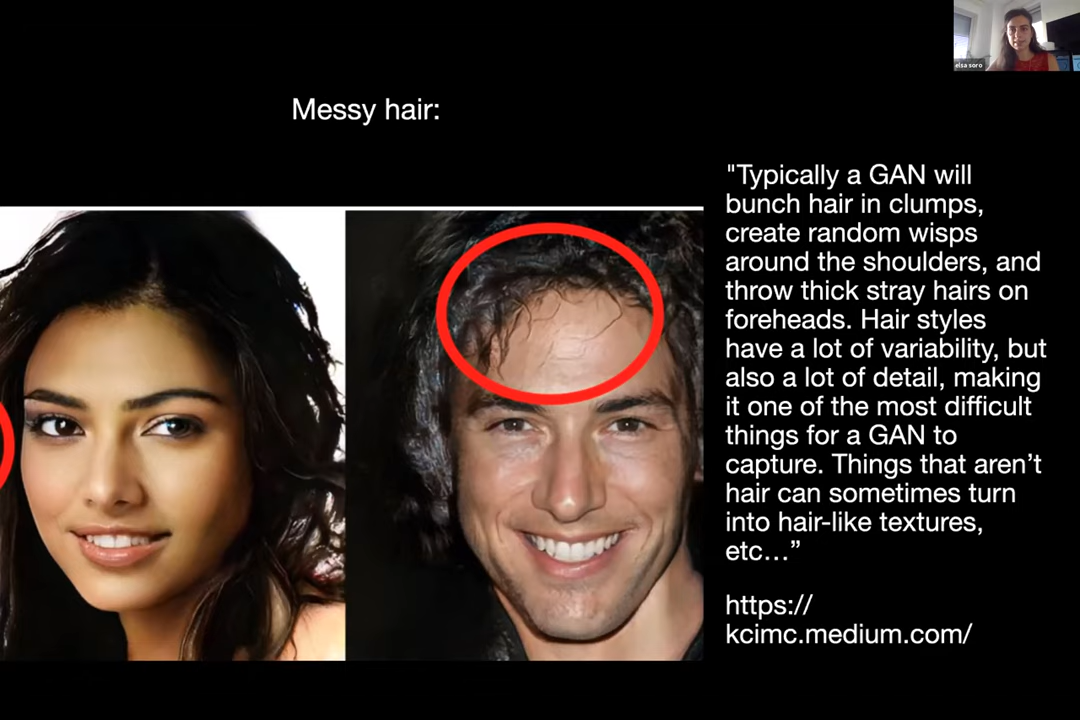 elsa soro
Messy hair:
"Typically a GAN will
bunch hair in clumps,
create random wisps
around the shoulders, and
throw thick stray hairs on
foreheads. Hair styles
have a lot of variability, but
also a lot of detail, making
it one of the most difficult
things for a GAN to
capture. Things that aren’t
hair can sometimes turn
into hair-like textures,
etc…”
https://
kcimc.medium.com/